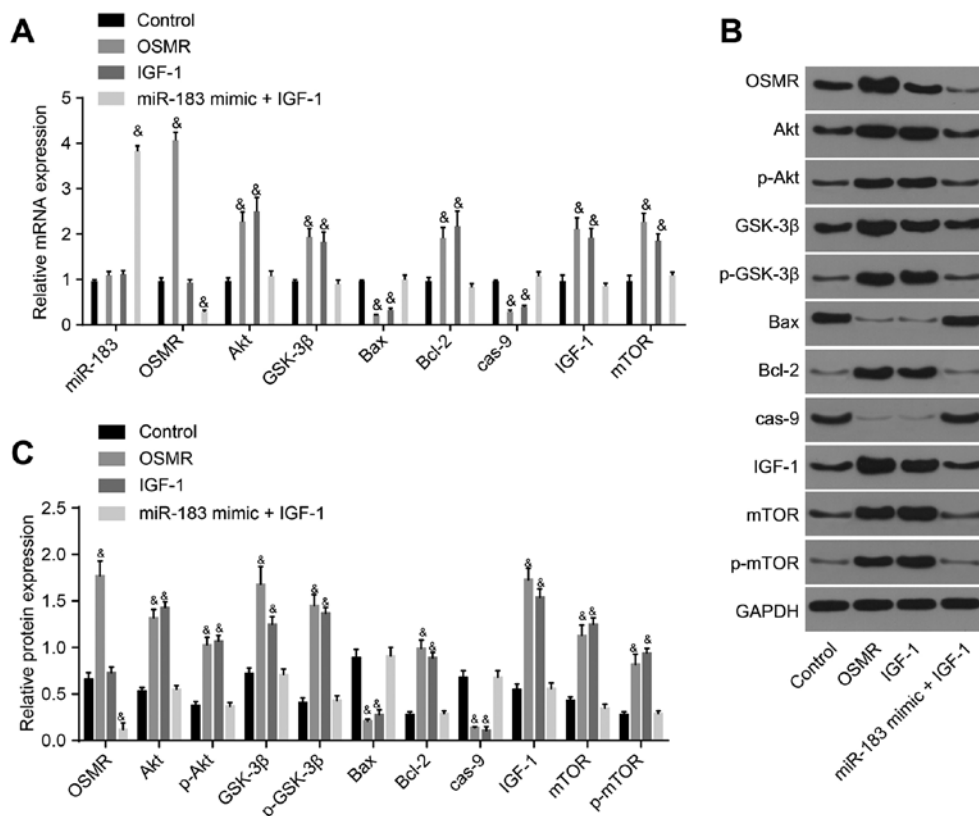 A
Control
OSMR
IGF-1
miR-183 mimic + IGF-1
Relative mRNA expression
5
4
3
2
1
0
& & & & & & & & & & & & & & & & &
miR-183 OSMR Akt GSK-3β Bax Bcl-2 cas-9 IGF-1 mTOR
B
OSMR
Akt
p-Akt
GSK-3β
p-GSK-3β
Bax
Bcl-2
cas-9
IGF-1
mTOR
p-mTOR
GAPDH
Control OSMR IGF-1 miR-183 mimic + IGF-1
C
Control
OSMR
IGF-1
miR-183 mimic + IGF-1
Relative protein expression
2.5
2.0
1.5
1.0
0.5
0.0
& & & & & & & & & & & & & & & & & & & & & &
OSMR Akt p-Akt GSK-3β p-GSK-3β Bax Bcl-2 cas-9 IGF-1 mTOR p-mTOR